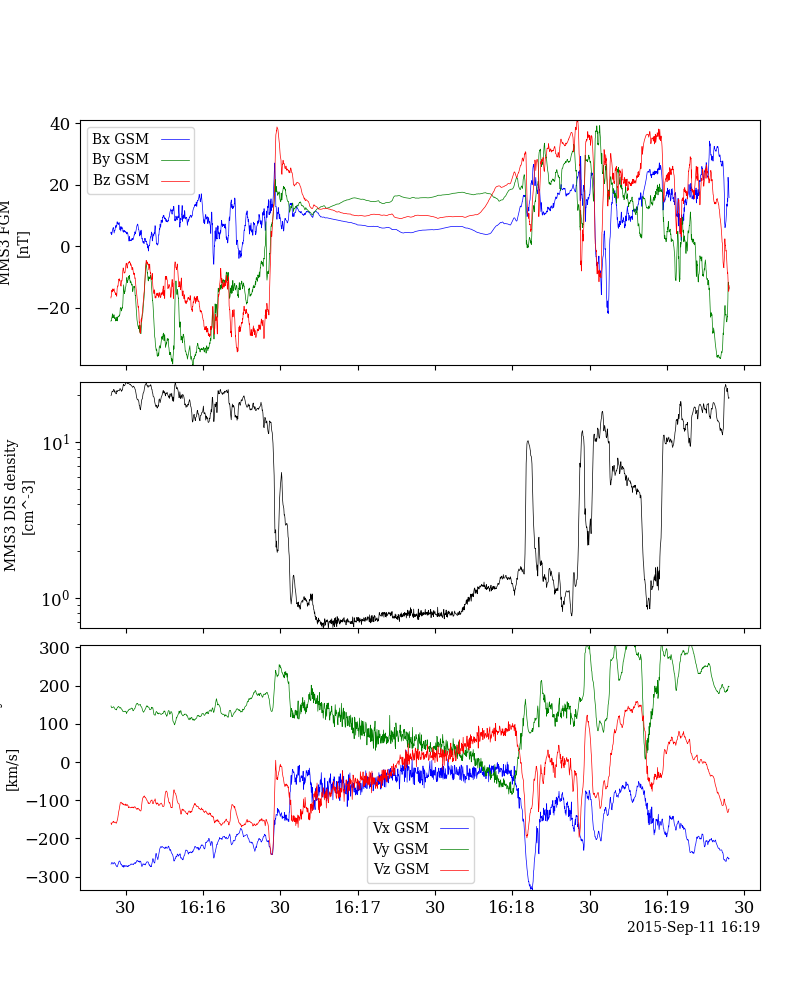 40
20
0
−20
MMS3 FGM
[nT]
Bx GSM
By GSM
Bz GSM
10^1
10^0
MMS3 DIS density
[cm^-3]
300
200
100
0
−100
−200
−300
[km/s]
Vx GSM
Vy GSM
Vz GSM
30 16:16 30 16:17 30 16:18 30 16:19 30
2015-Sep-11 16:19